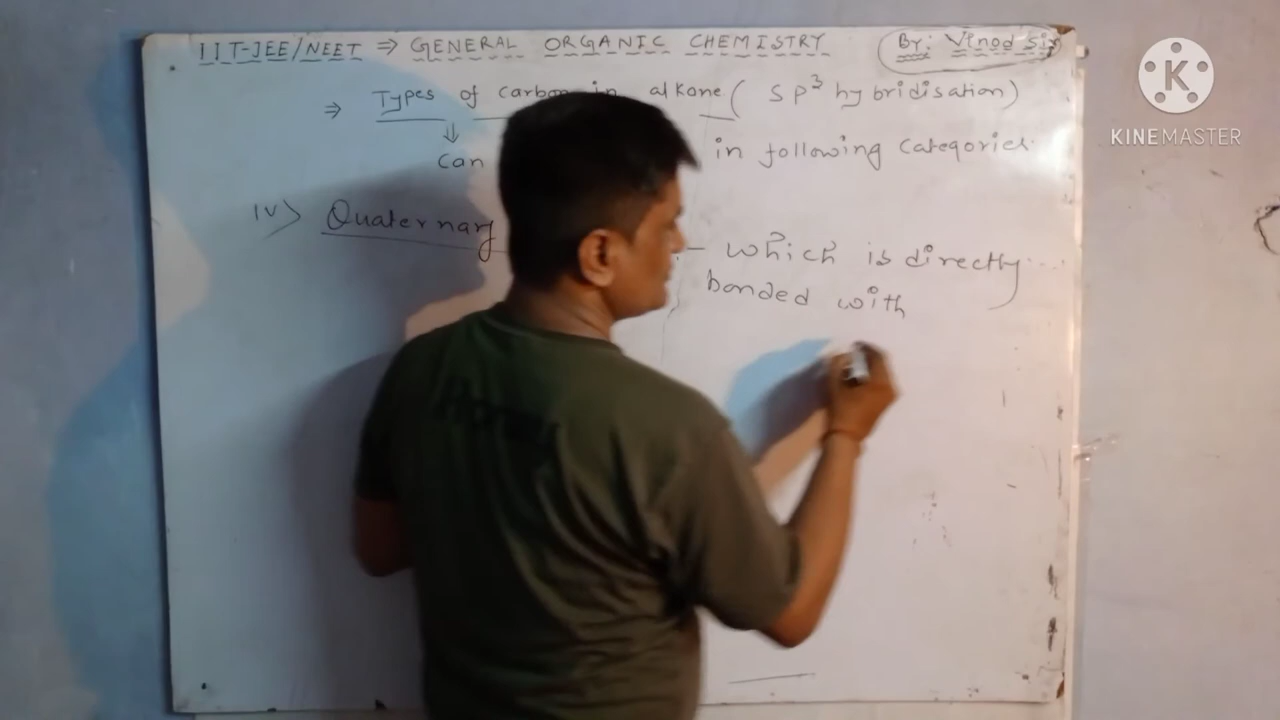 IIT-JEE/NEET ⇒ GENERAL ORGANIC CHEMISTRY By: Vinod Sir
⇒ Types of carbon in alkane ( SP³ hybridisation)
can in following categories.
iv> Quaternary - which is directly...
bonded with
KINEMASTER